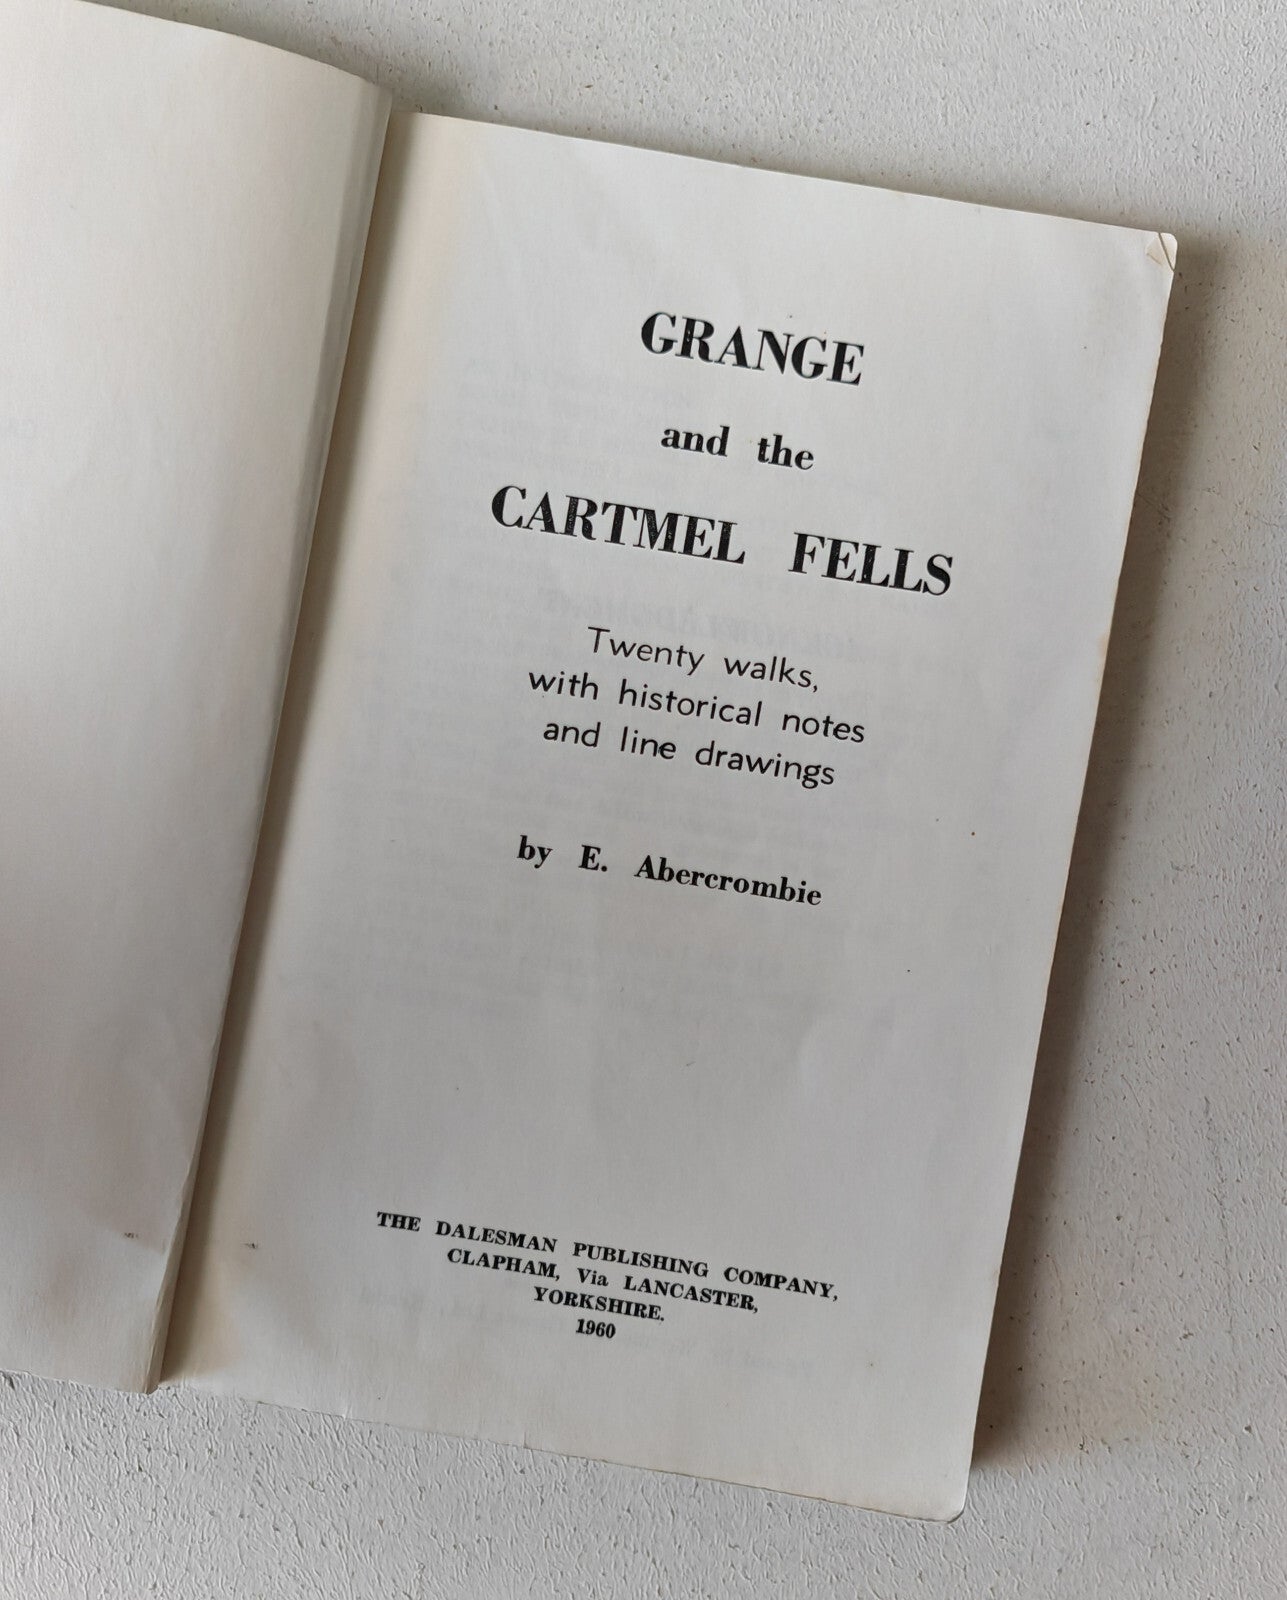 GRANGE
and the
CARTMEL FELLS
Twenty walks,
with historical notes
and line drawings
by E. Abercrombie
THE DALESMAN PUBLISHING COMPANY,
CLAPHAM, Via LANCASTER,
YORKSHIRE.
1960